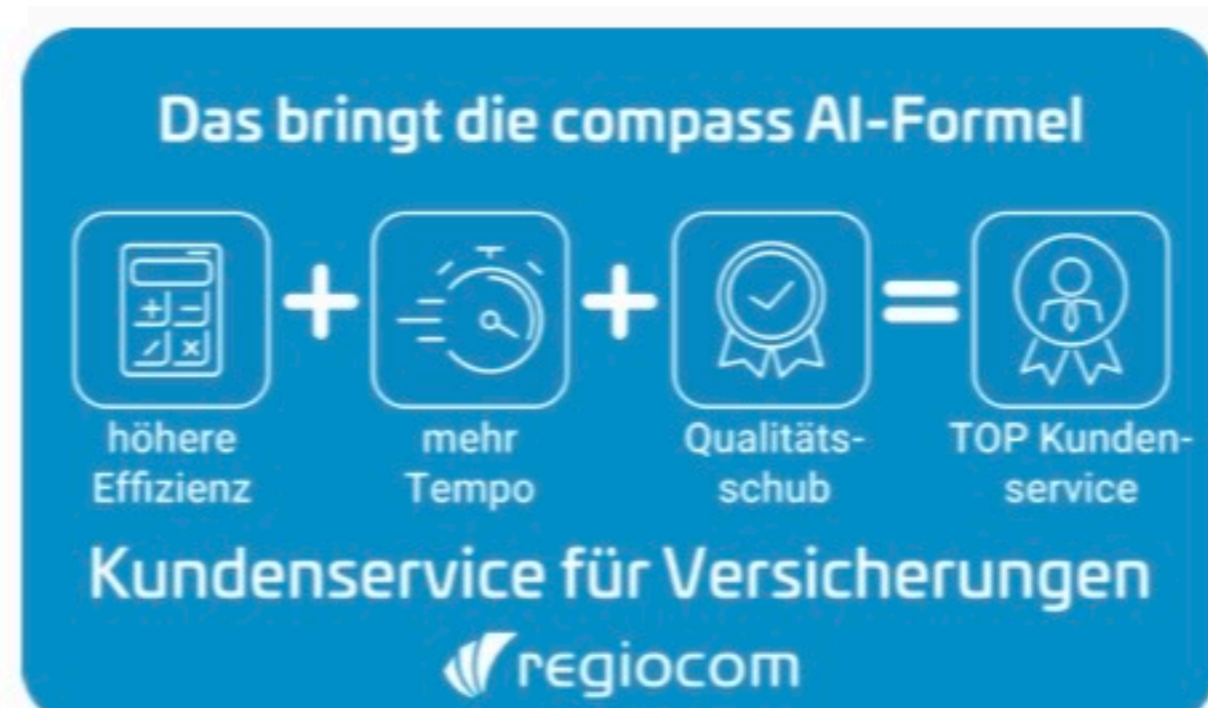 Das bringt die compass AI-Formel
höhere
Effizienz
+
mehr
Tempo
+
Qualitäts-
schub
=
TOP Kunden-
service
Kundenservice für Versicherungen
regiocom